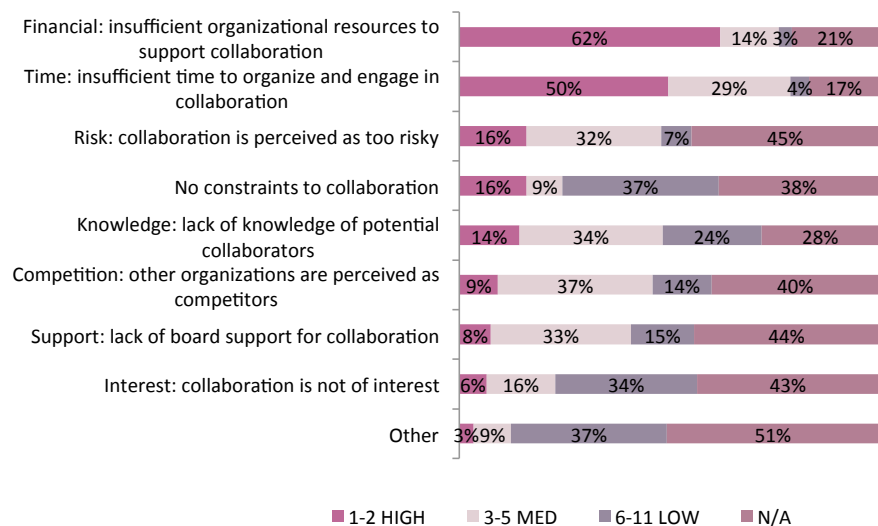 Financial: insufficient organizational resources to
support collaboration
62% 14% 3% 21%
Time: insufficient time to organize and engage in
collaboration
50% 29% 4% 17%
Risk: collaboration is perceived as too risky
16% 32% 7% 45%
No constraints to collaboration
16% 9% 37% 38%
Knowledge: lack of knowledge of potential
collaborators
14% 34% 24% 28%
Competition: other organizations are perceived as
competitors
9% 37% 14% 40%
Support: lack of board support for collaboration
8% 33% 15% 44%
Interest: collaboration is not of interest
6% 16% 34% 43%
Other
3% 9% 37% 51%
1-2 HIGH 3-5 MED 6-11 LOW N/A